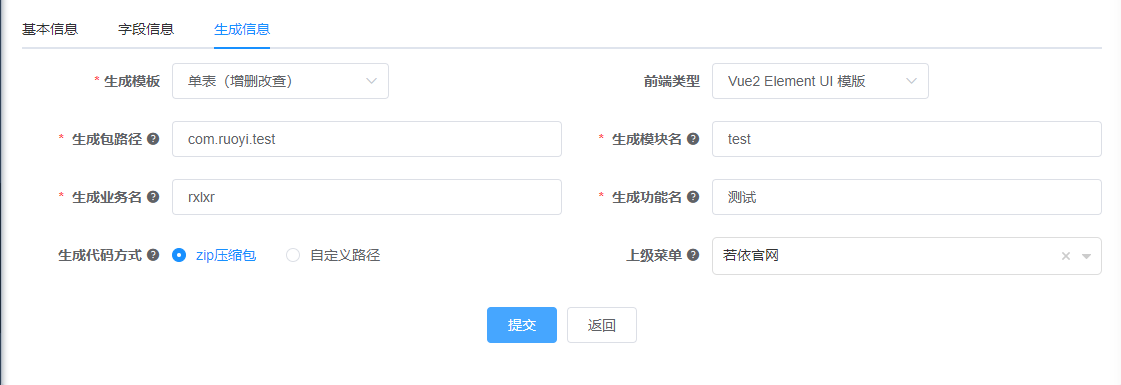 基本信息 字段信息 生成信息
* 生成模板 单表（增删改查） 前端类型 Vue2 Element UI 模版
* 生成包路径 com.ruoyi.test * 生成模块名 test
* 生成业务名 rxlxr * 生成功能名 测试
生成代码方式 zip压缩包 自定义路径 上级菜单 若依官网
提交 返回